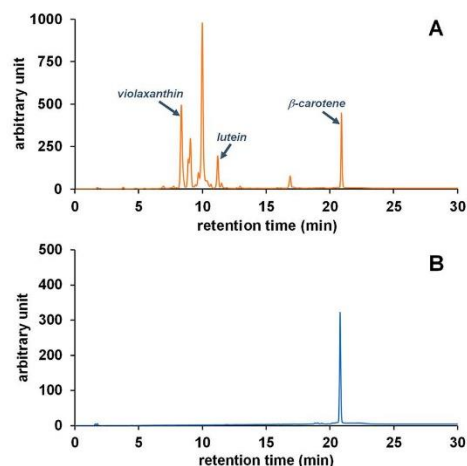 A
1000
750
500
250
0
arbitrary unit
violaxanthin
lutein
β-carotene
0 5 10 15 20 25 30
retention time (min)
B
500
400
300
200
100
0
arbitrary unit
0 5 10 15 20 25 30
retention time (min)